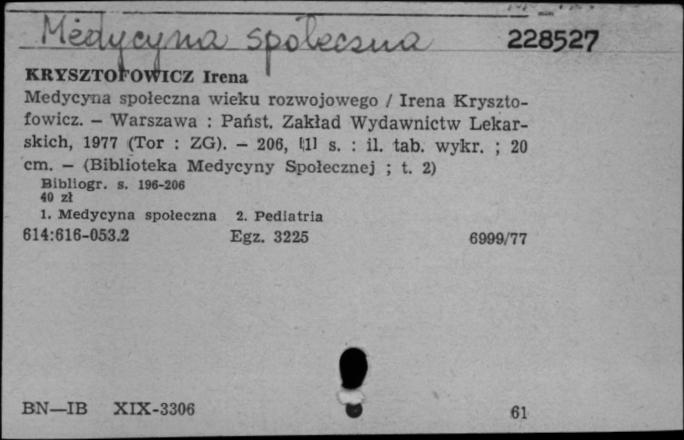 Medycyna społeczna 228527
KRYSZTOFOWICZ Irena
Medycyna społeczna wieku rozwojowego / Irena Kryszto-
fowicz. — Warszawa : Państ. Zakład Wydawnictw Lekar-
skich, 1977 (Tor : ZG). — 206, [1] s. : il. tab. wykr. ; 20
cm. — (Biblioteka Medycyny Społecznej ; t. 2)
Bibliogr. s. 196-206
40 zł
1. Medycyna społeczna 2. Pediatria
614:616-053.2 Egz. 3225 6999/77
BN—IB XIX-3306 61